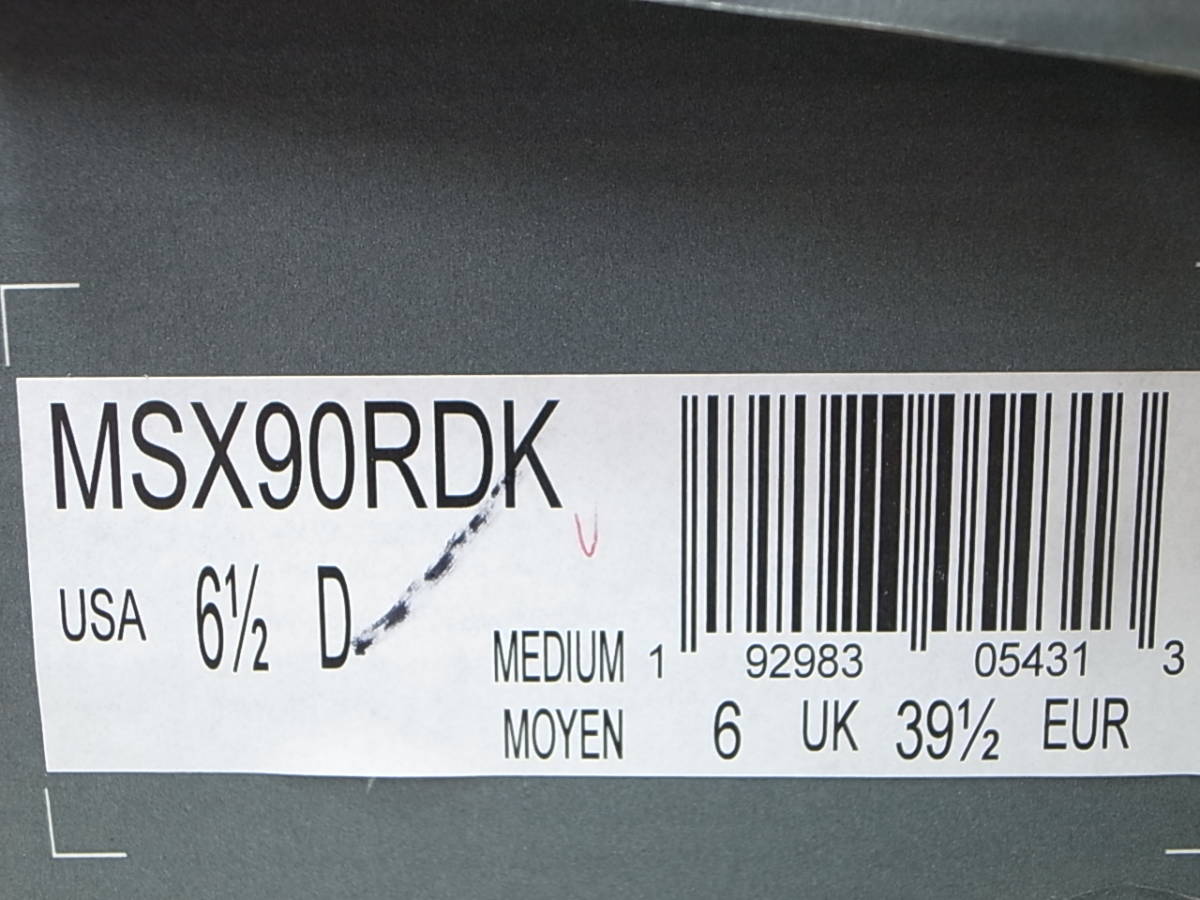 MSX90RDK
USA 6½ D
MEDIUM
MOYEN
1 92983 05431 3
6 UK 39½ EUR